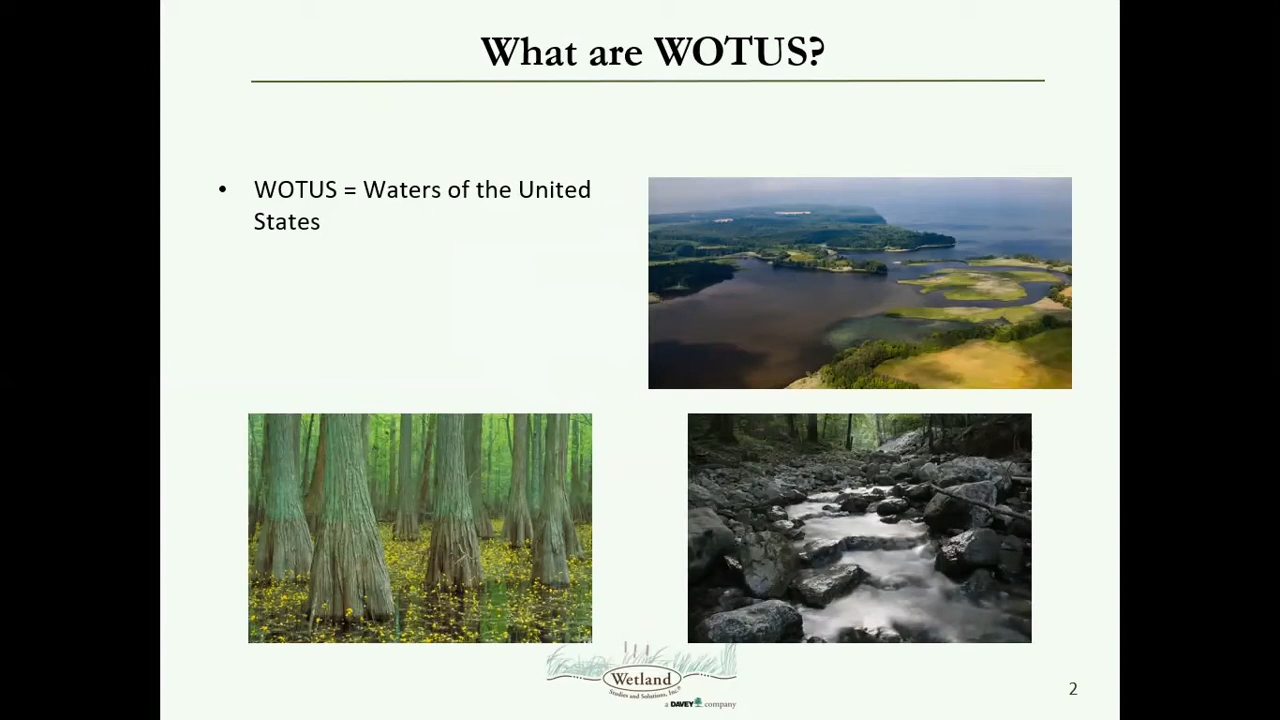 What are WOTUS?
• WOTUS = Waters of the United
States
Wetland
Studies and Solutions, Inc.®
a DAVEY company
2